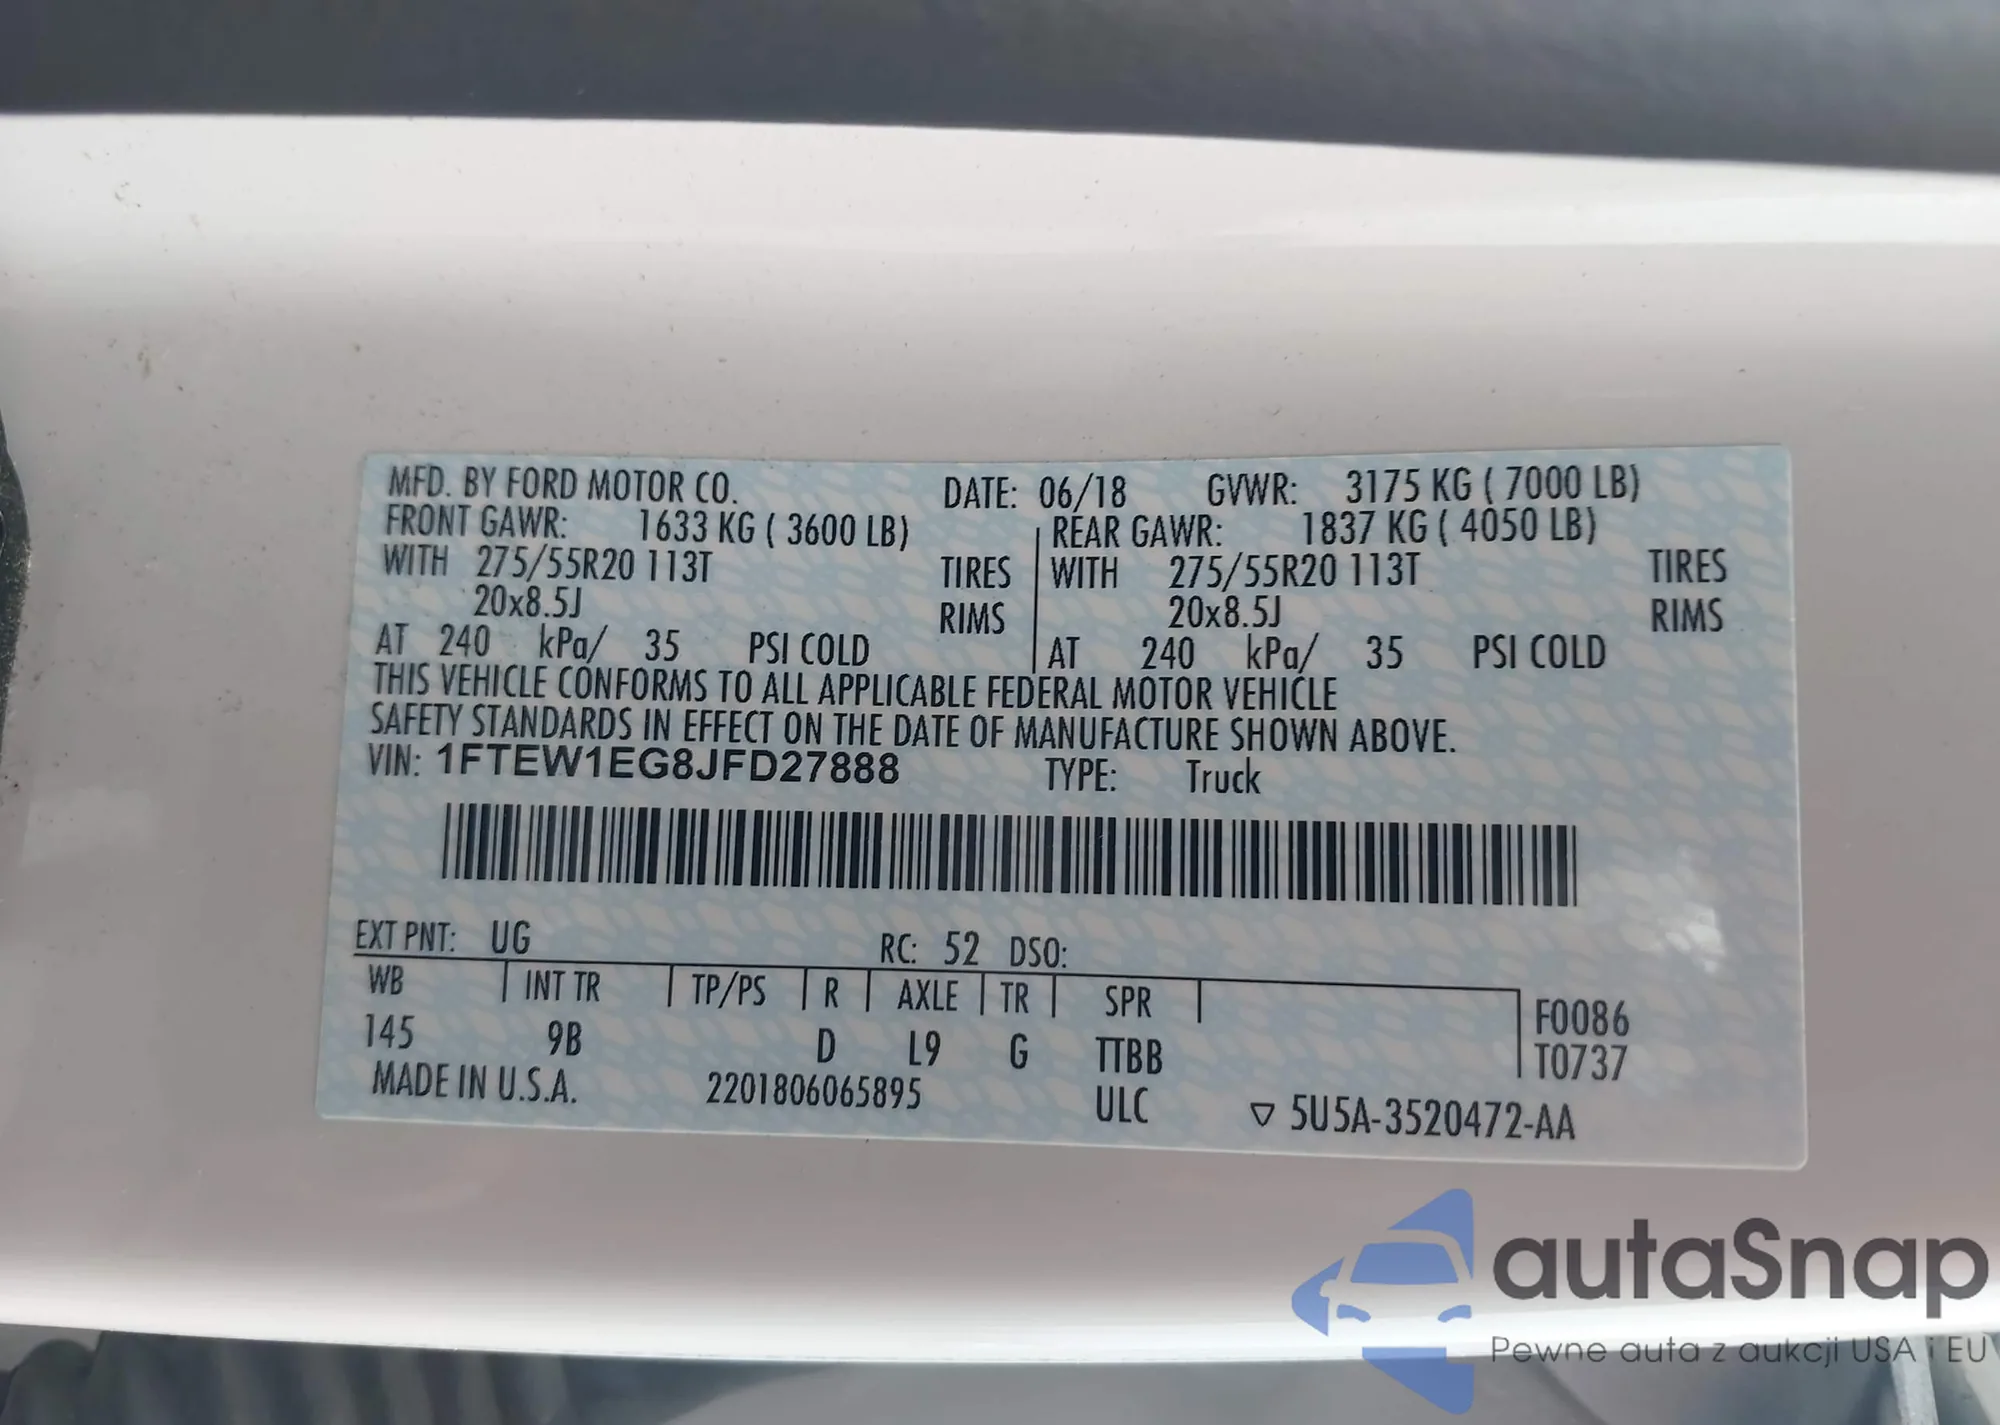 MFD. BY FORD MOTOR CO. DATE: 06/18 GVWR: 3175 KG ( 7000 LB)
FRONT GAWR: 1633 KG ( 3600 LB) REAR GAWR: 1837 KG ( 4050 LB)
WITH 275/55R20 113T TIRES WITH 275/55R20 113T TIRES
20x8.5J RIMS 20x8.5J RIMS
AT 240 kPa/ 35 PSI COLD AT 240 kPa/ 35 PSI COLD
THIS VEHICLE CONFORMS TO ALL APPLICABLE FEDERAL MOTOR VEHICLE
SAFETY STANDARDS IN EFFECT ON THE DATE OF MANUFACTURE SHOWN ABOVE.
VIN: 1FTEW1EG8JFD27888 TYPE: Truck
EXT PNT: UG RC: 52 DSO:
WB INT TR TP/PS R AXLE TR SPR F0086
145 9B D L9 G TTBB T0737
MADE IN U.S.A. 2201806065895 ULC ▽ 5U5A-3520472-AA
autaSnap
Pewne auta z aukcji USA i EU